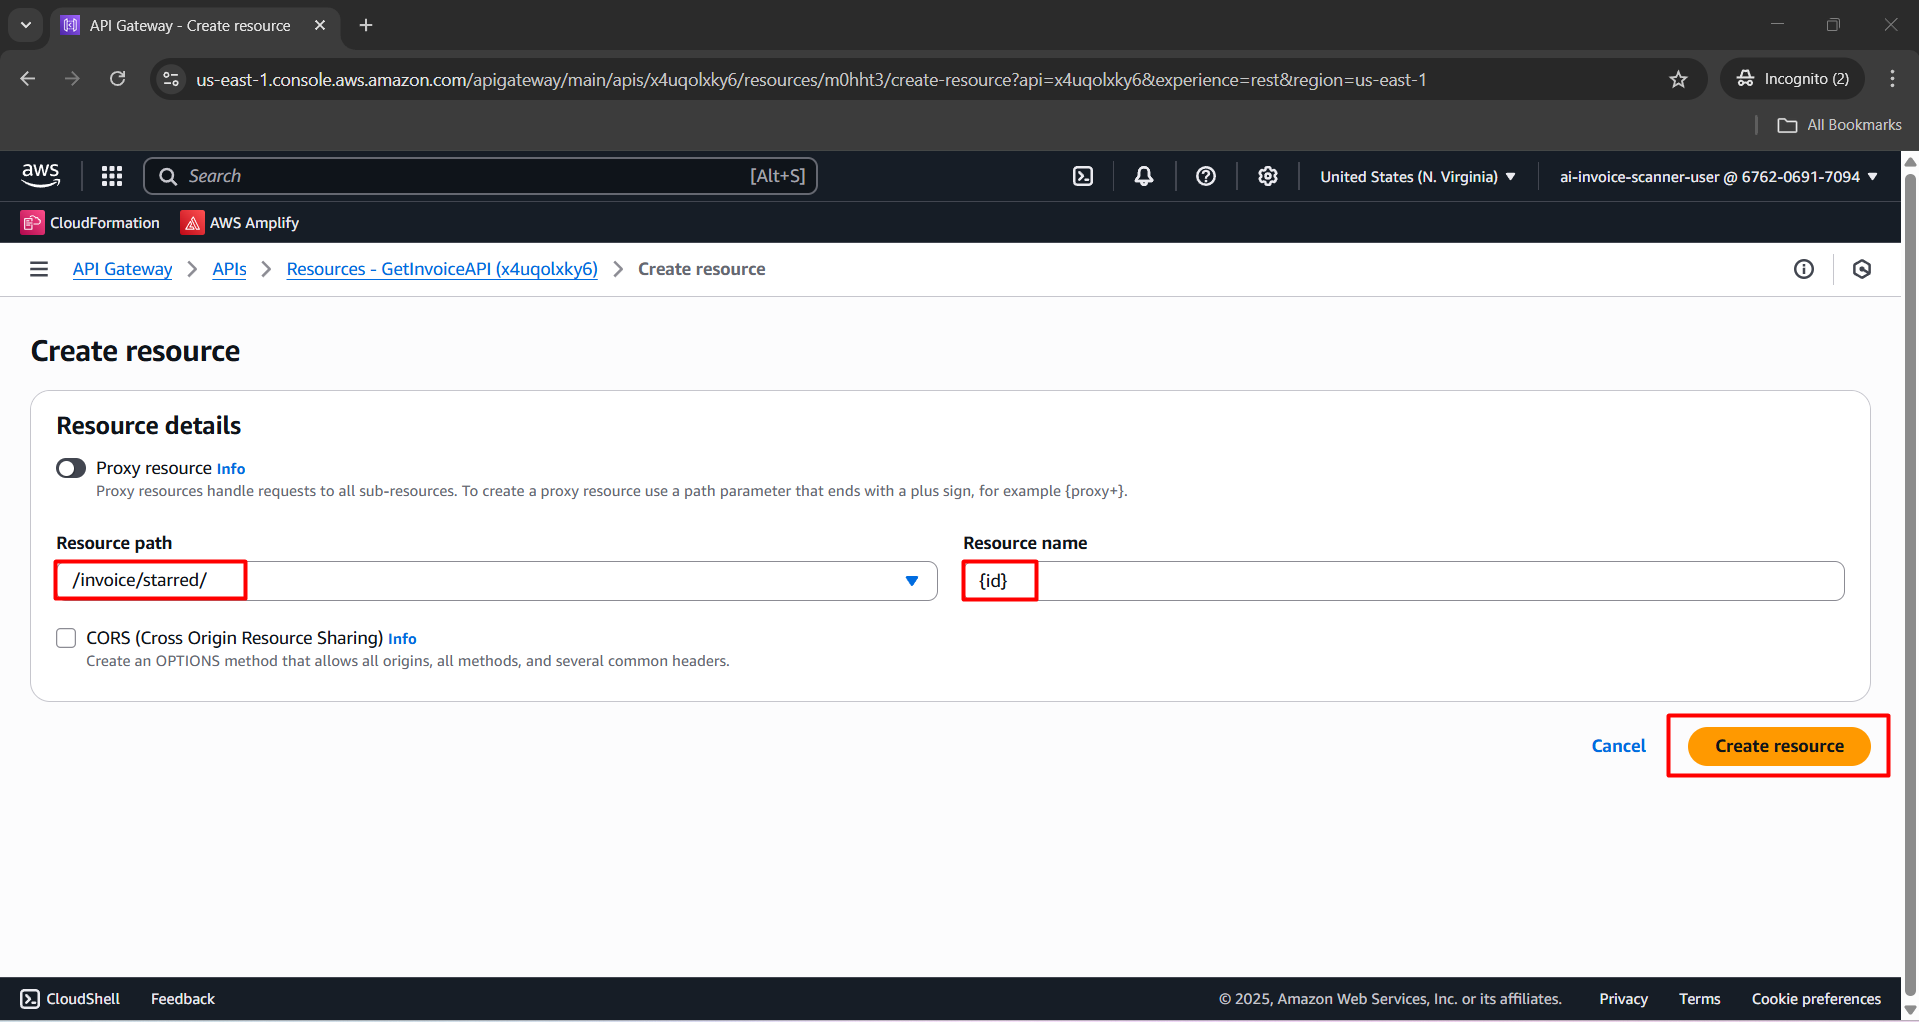 API Gateway - Create resource
us-east-1.console.aws.amazon.com/apigateway/main/apis/x4uqolxky6/resources/m0hht3/create-resource?api=x4uqolxky6&experience=rest&region=us-east-1
Incognito (2)
All Bookmarks
aws
Search [Alt+S]
United States (N. Virginia)
ai-invoice-scanner-user @ 6762-0691-7094
CloudFormation
AWS Amplify
API Gateway > APIs > Resources - GetInvoiceAPI (x4uqolxky6) > Create resource
Create resource
Resource details
Proxy resource Info
Proxy resources handle requests to all sub-resources. To create a proxy resource use a path parameter that ends with a plus sign, for example {proxy+}.
Resource path
/invoice/starred/
Resource name
{id}
CORS (Cross Origin Resource Sharing) Info
Create an OPTIONS method that allows all origins, all methods, and several common headers.
Cancel
Create resource
CloudShell
Feedback
© 2025, Amazon Web Services, Inc. or its affiliates.
Privacy
Terms
Cookie preferences